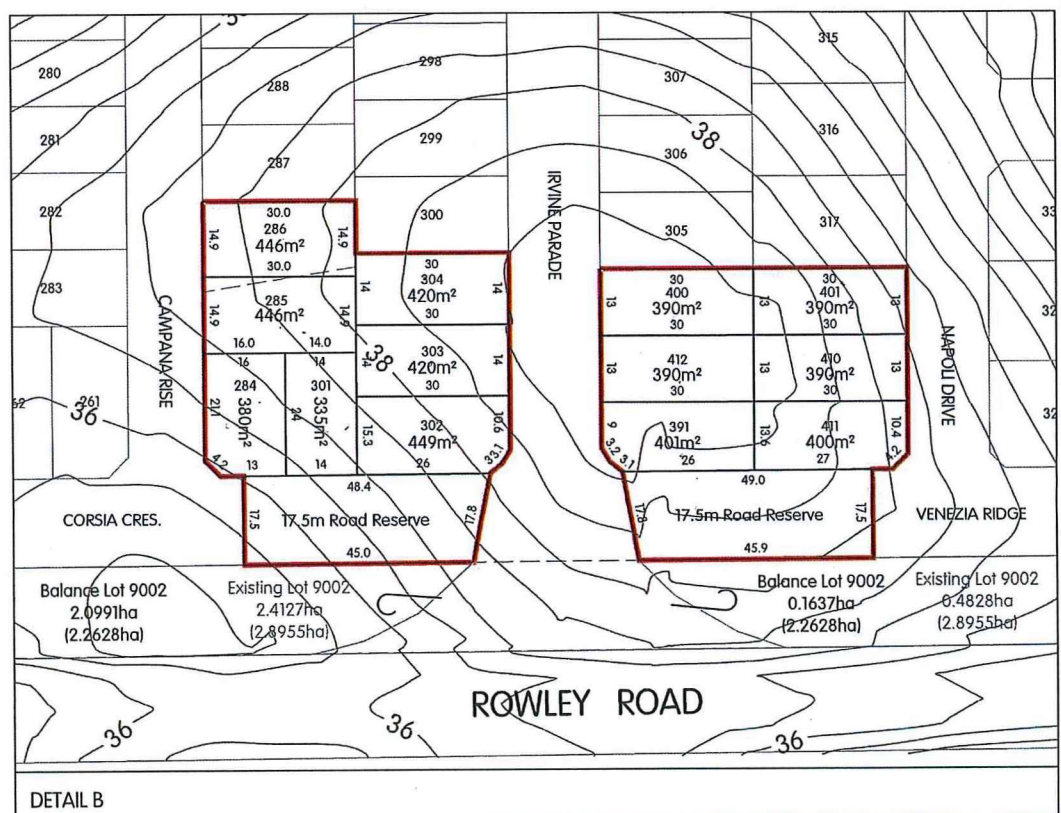 280
281
282
283
261
36
288
287
298
299
300
307
306
305
315
316
317
38
CAMPANA RISE
IRVINE PARADE
NAPOLI DRIVE
30.0
286
446m²
14.9
14.9
30.0
285
446m²
14.9
14.9
16.0
14.0
16
284
380m²
21.1
4.2
13
14
301
335m²
24
14
30
304
420m²
14
14
30
303
420m²
14
14
30
302
449m²
15.3
10.6
26
38
48.4
17.5
17.5m Road Reserve
17.8
45.0
30
400
390m²
13
13
30
30
401
390m²
13
30
412
390m²
13
13
30
410
390m²
13
30
391
401m²
9
3.2
3.1
13.6
26
411
400m²
10.4
4.2
27
49.0
17.8
17.5m Road Reserve
17.5
45.9
CORSIA CRES.
VENEZIA RIDGE
Balance Lot 9002
2.0991ha
(2.2628ha)
Existing Lot 9002
2.4127ha
(2.8955ha)
Balance Lot 9002
0.1637ha
(2.2628ha)
Existing Lot 9002
0.4828ha
(2.8955ha)
ROWLEY ROAD
36
36
36
DETAIL B